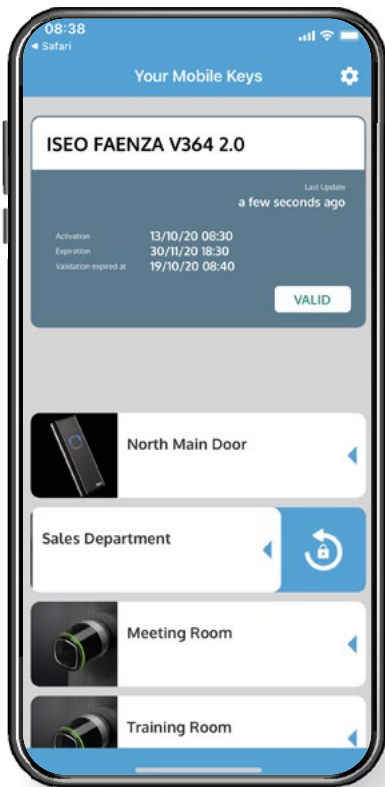 08:38
◀ Safari
Your Mobile Keys
ISEO FAENZA V364 2.0
Last Update
a few seconds ago
Activation 13/10/20 08:30
Expiration 30/11/20 18:30
Validation expired at 19/10/20 08:40
VALID
North Main Door
Sales Department
Meeting Room
Training Room